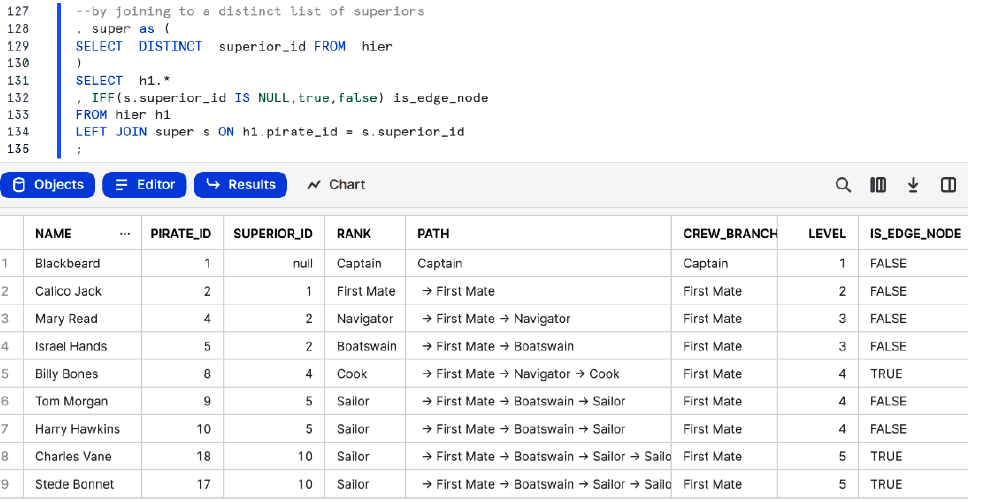 127 --by joining to a distinct list of superiors
128 , super as (
129 SELECT DISTINCT superior_id FROM hier
130 )
131 SELECT h1.*
132 , IFF(s.superior_id IS NULL,true,false) is_edge_node
133 FROM hier h1
134 LEFT JOIN super s ON h1.pirate_id = s.superior_id
135 ;
Objects Editor Results Chart
NAME ... PIRATE_ID SUPERIOR_ID RANK PATH CREW_BRANCH LEVEL IS_EDGE_NODE
1 Blackbeard 1 null Captain Captain Captain 1 FALSE
2 Calico Jack 2 1 First Mate → First Mate First Mate 2 FALSE
3 Mary Read 4 2 Navigator → First Mate → Navigator First Mate 3 FALSE
4 Israel Hands 5 2 Boatswain → First Mate → Boatswain First Mate 3 FALSE
5 Billy Bones 8 4 Cook → First Mate → Navigator → Cook First Mate 4 TRUE
6 Tom Morgan 9 5 Sailor → First Mate → Boatswain → Sailor First Mate 4 FALSE
7 Harry Hawkins 10 5 Sailor → First Mate → Boatswain → Sailor First Mate 4 FALSE
8 Charles Vane 18 10 Sailor → First Mate → Boatswain → Sailor → Sailo First Mate 5 TRUE
9 Stede Bonnet 17 10 Sailor → First Mate → Boatswain → Sailor → Sailo First Mate 5 TRUE